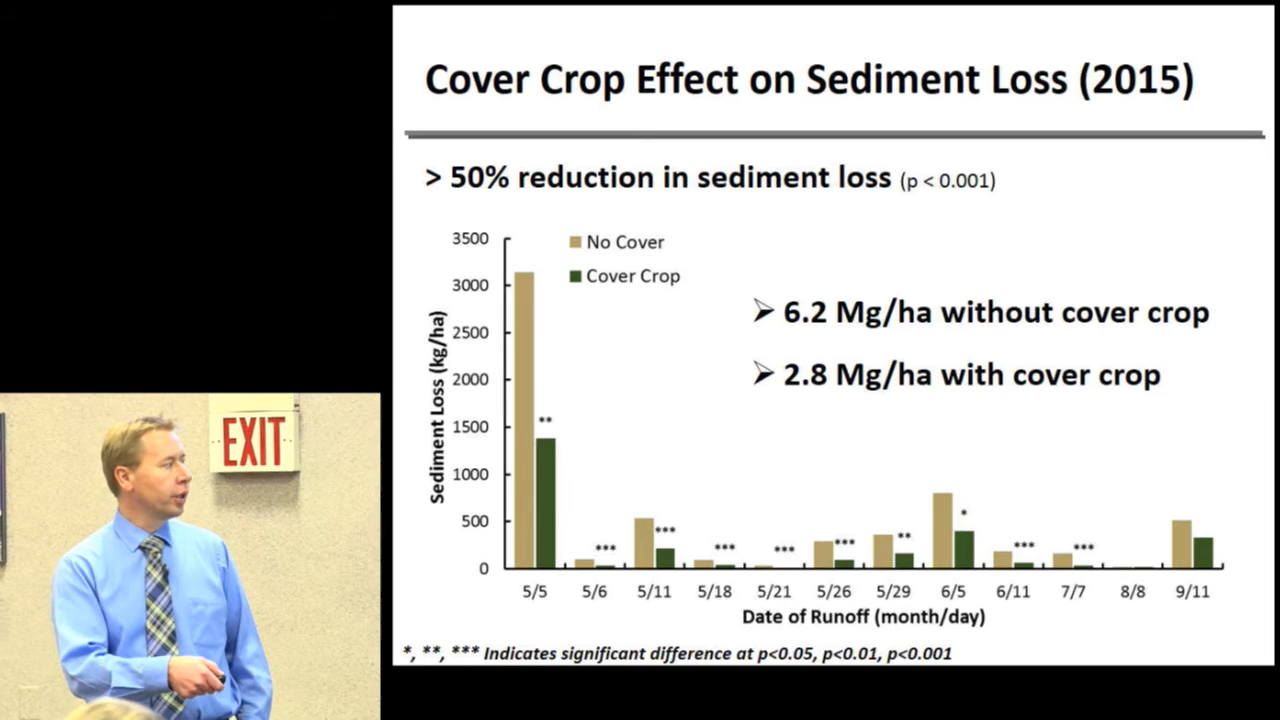 Cover Crop Effect on Sediment Loss (2015)
> 50% reduction in sediment loss (p < 0.001)
3500
3000
2500
2000
1500
1000
500
0
Sediment Loss (kg/ha)
No Cover
Cover Crop
➢ 6.2 Mg/ha without cover crop
➢ 2.8 Mg/ha with cover crop
**
***
***
***
***
***
**
*
***
***
5/5 5/6 5/11 5/18 5/21 5/26 5/29 6/5 6/11 7/7 8/8 9/11
Date of Runoff (month/day)
*, **, *** Indicates significant difference at p<0.05, p<0.01, p<0.001
EXIT